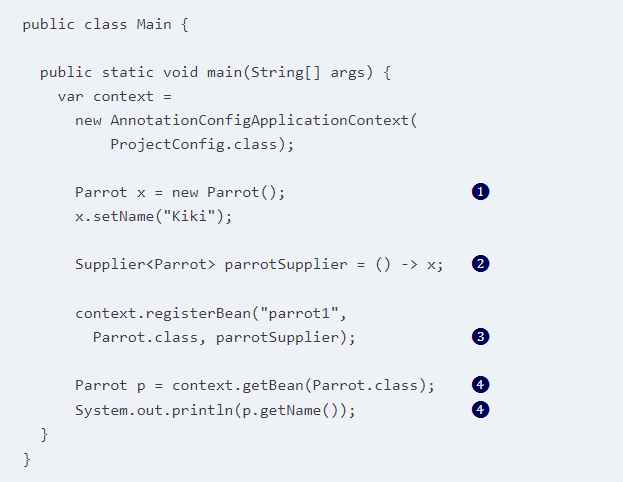 public class Main {
public static void main(String[] args) {
var context =
new AnnotationConfigApplicationContext(
ProjectConfig.class);
Parrot x = new Parrot(); 1
x.setName("Kiki");
Supplier<Parrot> parrotSupplier = () -> x; 2
context.registerBean("parrot1",
Parrot.class, parrotSupplier); 3
Parrot p = context.getBean(Parrot.class); 4
System.out.println(p.getName()); 4
}
}